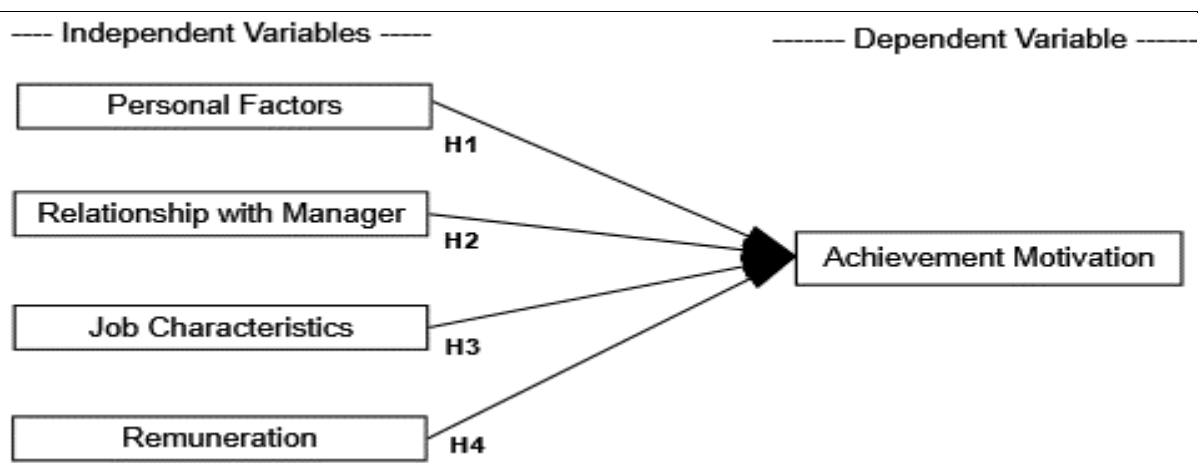 ---- Independent Variables -----
------- Dependent Variable ------
Personal Factors
H1
Relationship with Manager
H2
Achievement Motivation
Job Characteristics
H3
Remuneration
H4